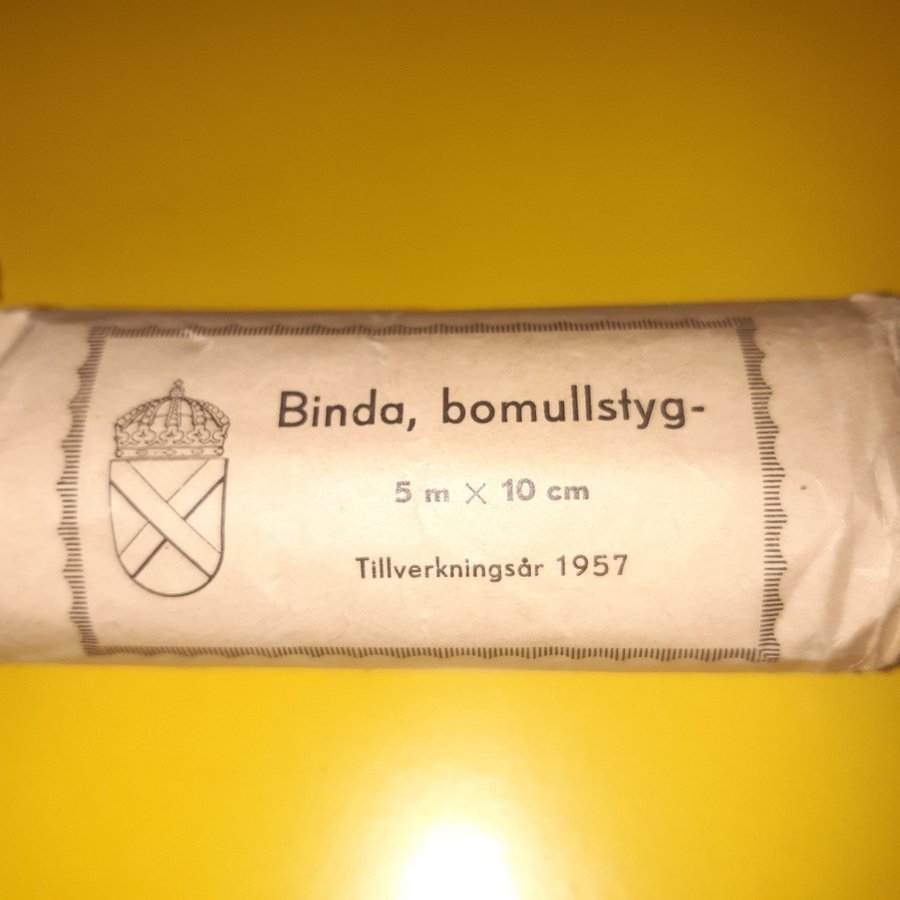 Binda, bomullstyg-
5 m × 10 cm
Tillverkningsår 1957